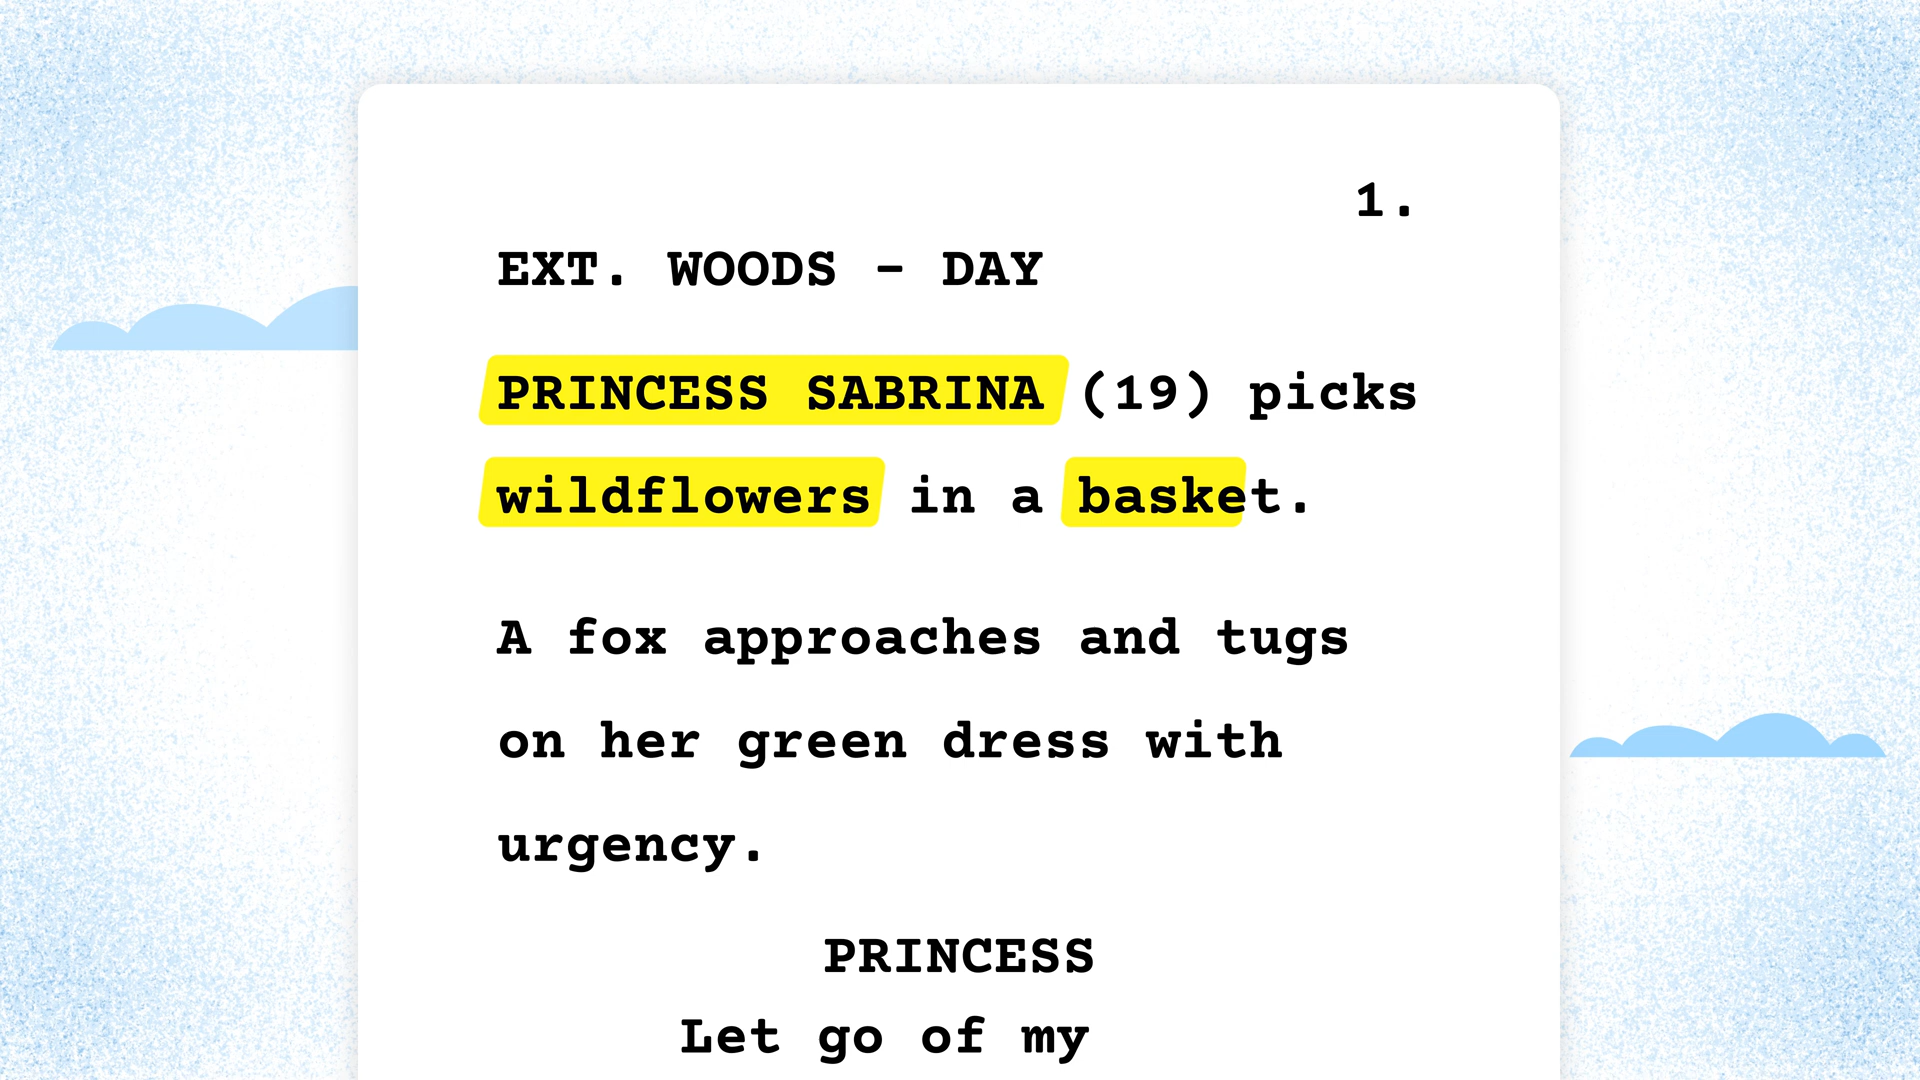 1.
EXT. WOODS - DAY
PRINCESS SABRINA (19) picks
wildflowers in a basket.
A fox approaches and tugs
on her green dress with
urgency.
PRINCESS
Let go of my